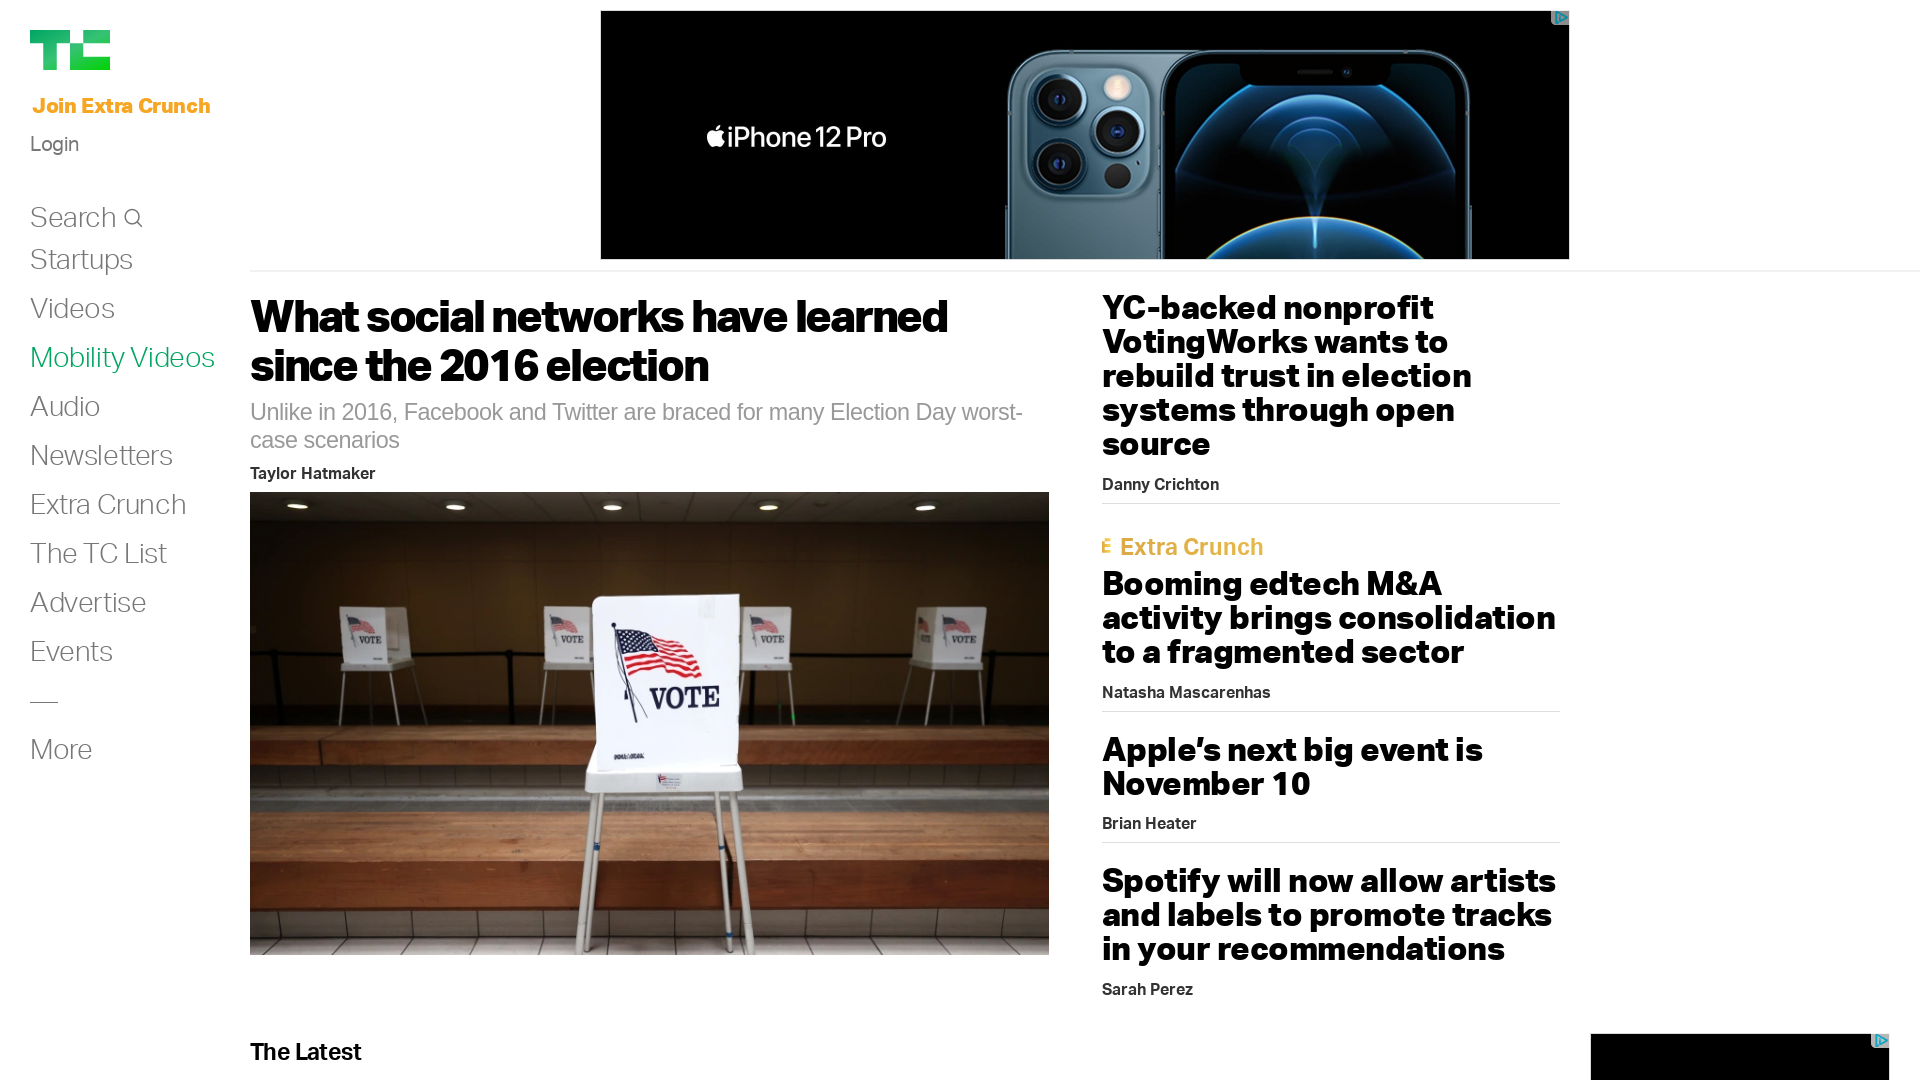 TC
Join Extra Crunch
Login
Search
Startups
Videos
Mobility Videos
Audio
Newsletters
Extra Crunch
The TC List
Advertise
Events
More
iPhone 12 Pro
What social networks have learned
since the 2016 election
Unlike in 2016, Facebook and Twitter are braced for many Election Day worst-
case scenarios
Taylor Hatmaker
VOTE
VOTE
VOTE
VOTE
VOTE
YC-backed nonprofit
VotingWorks wants to
rebuild trust in election
systems through open
source
Danny Crichton
Extra Crunch
Booming edtech M&A
activity brings consolidation
to a fragmented sector
Natasha Mascarenhas
Apple’s next big event is
November 10
Brian Heater
Spotify will now allow artists
and labels to promote tracks
in your recommendations
Sarah Perez
The Latest